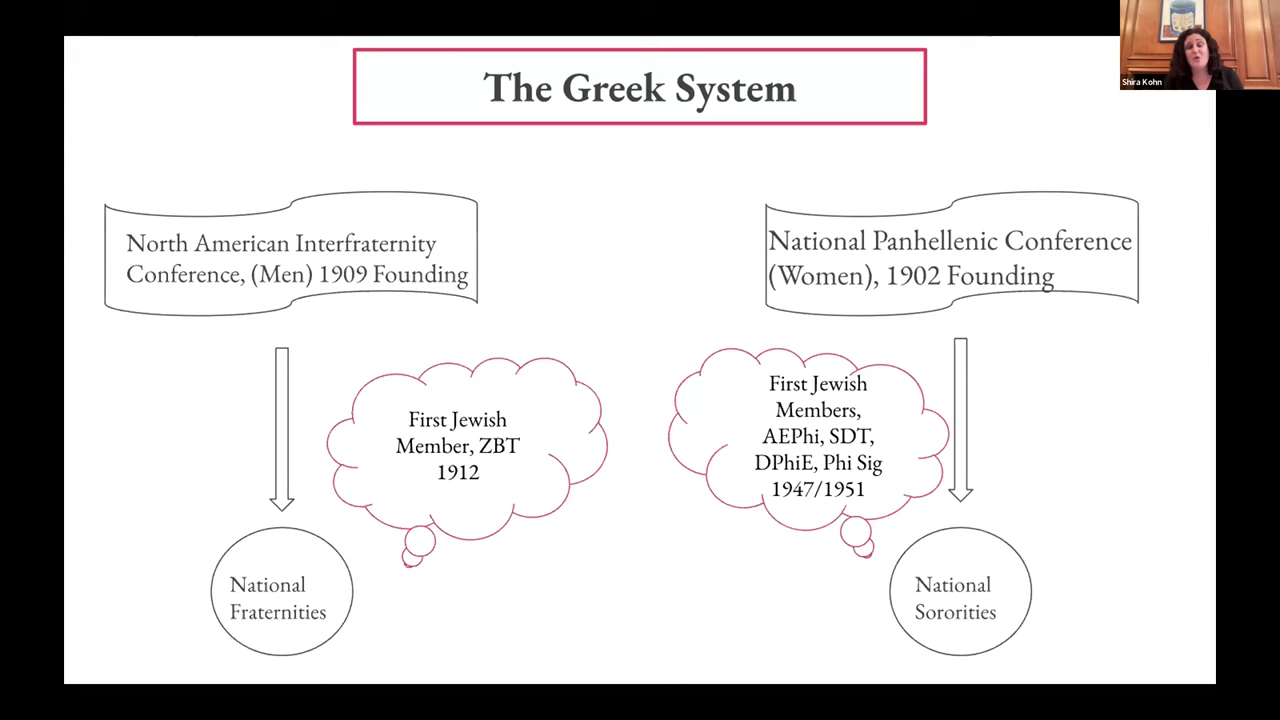 The Greek System
Shira Kohn
North American Interfraternity
Conference, (Men) 1909 Founding
National Panhellenic Conference
(Women), 1902 Founding
First Jewish
Member, ZBT
1912
First Jewish
Members,
AEPhi, SDT,
DPhiE, Phi Sig
1947/1951
National
Fraternities
National
Sororities